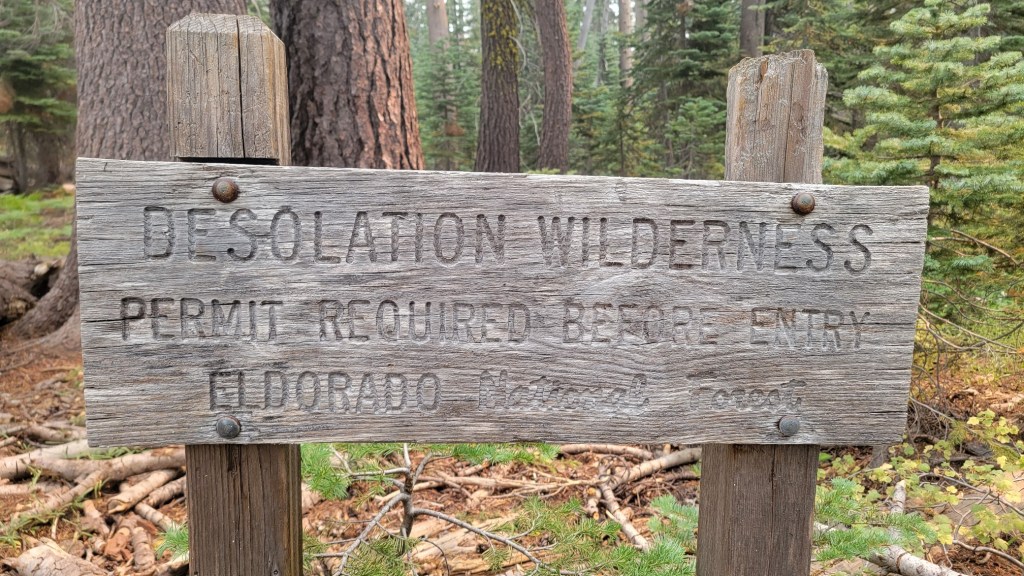 DESOLATION WILDERNESS
PERMIT REQUIRED BEFORE ENTRY
ELDORADO National Forest